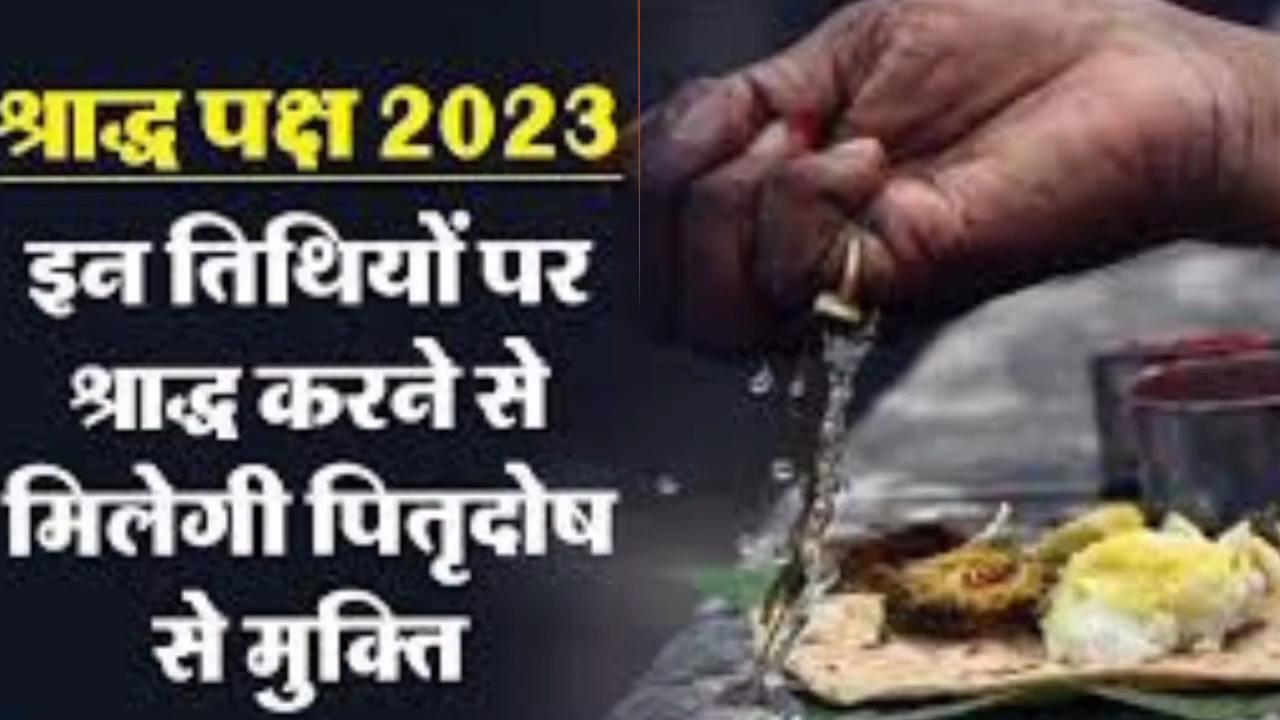 श्राद्ध पक्ष 2023
इन तिथियों पर
श्राद्ध करने से
मिलेगी पितृदोष
से मुक्ति